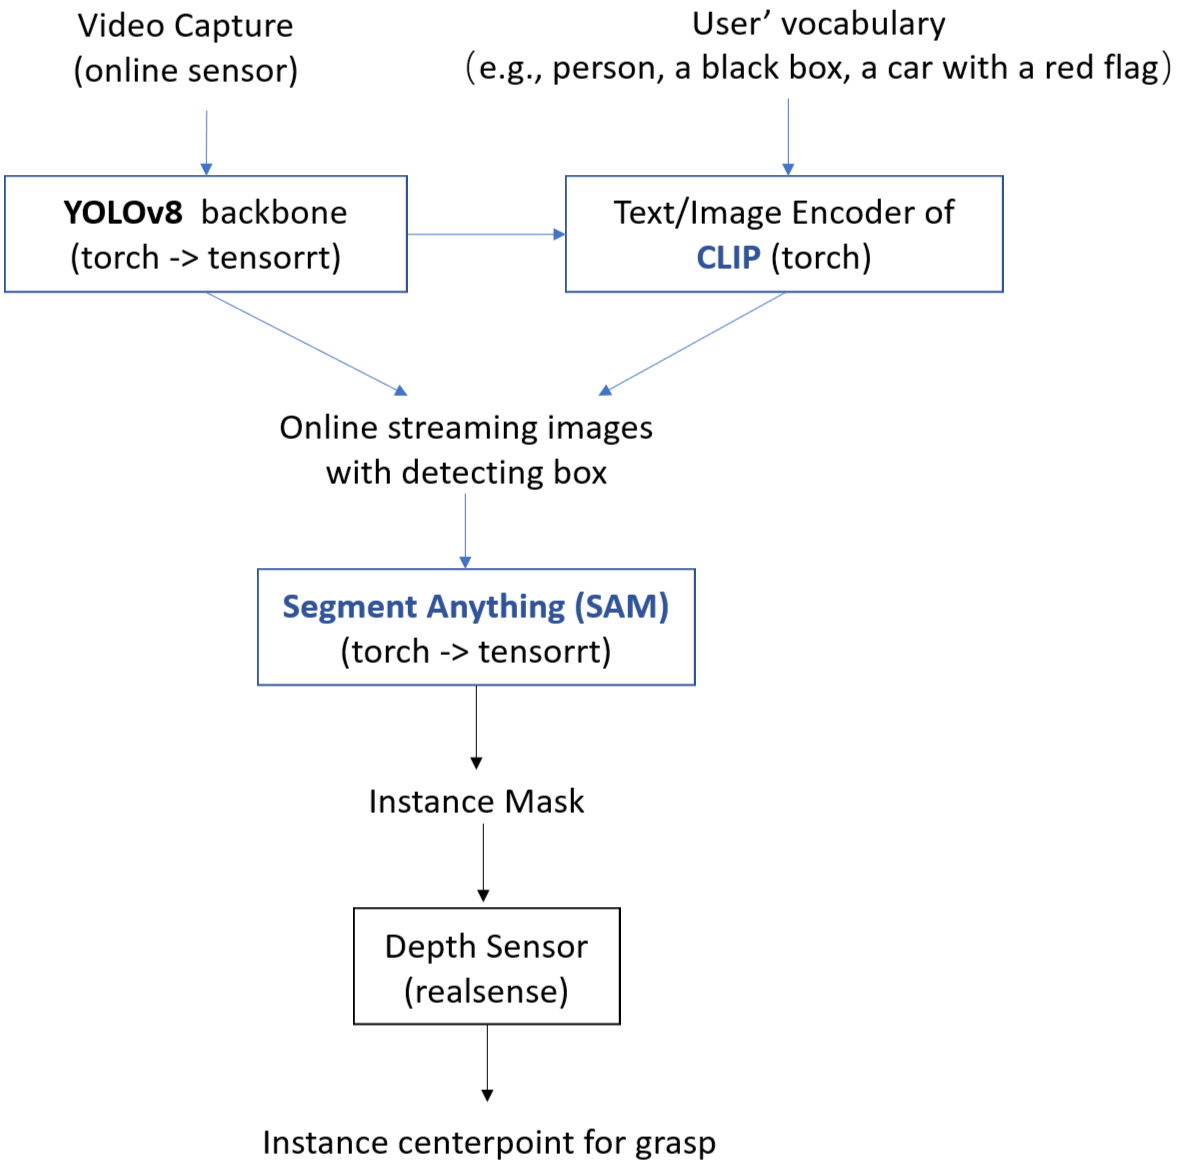 Video Capture
(online sensor)
User’ vocabulary
(e.g., person, a black box, a car with a red flag)
YOLOv8 backbone
(torch -> tensorrt)
Text/Image Encoder of
CLIP (torch)
Online streaming images
with detecting box
Segment Anything (SAM)
(torch -> tensorrt)
Instance Mask
Depth Sensor
(realsense)
Instance centerpoint for grasp